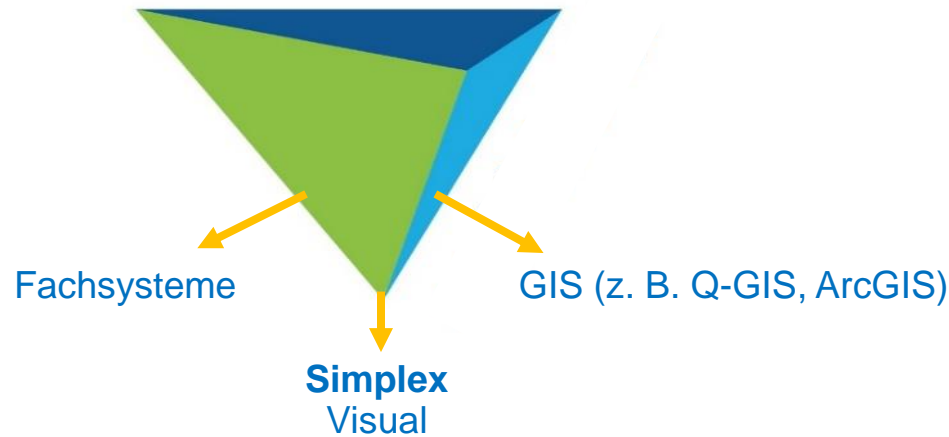 Fachsysteme
GIS (z. B. Q-GIS, ArcGIS)
Simplex
Visual